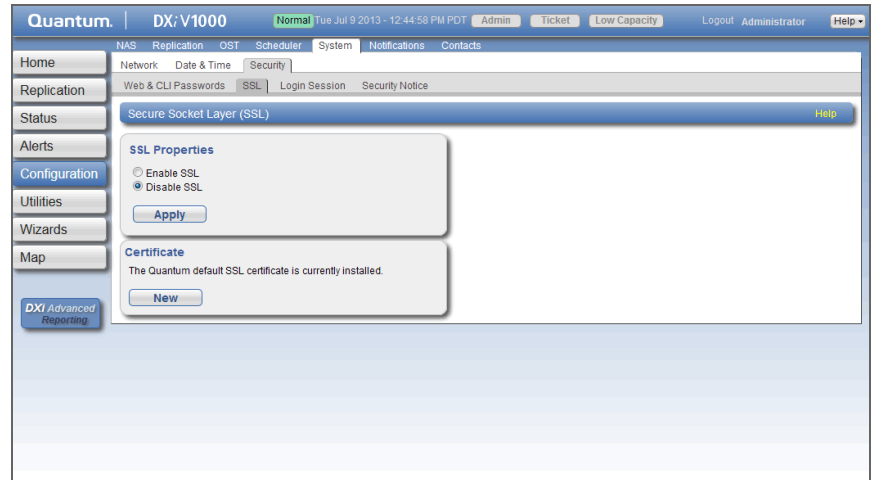 Quantum. DXi V1000 Normal Tue Jul 9 2013 - 12:44:58 PM PDT Admin Ticket Low Capacity Logout Administrator Help
NAS Replication OST Scheduler System Notifications Contacts
Home
Network Date & Time Security
Replication
Web & CLI Passwords SSL Login Session Security Notice
Status
Secure Socket Layer (SSL) Help
Alerts
SSL Properties
Configuration
Enable SSL
Disable SSL
Utilities
Apply
Wizards
Map
Certificate
The Quantum default SSL certificate is currently installed.
New
DXi Advanced
Reporting